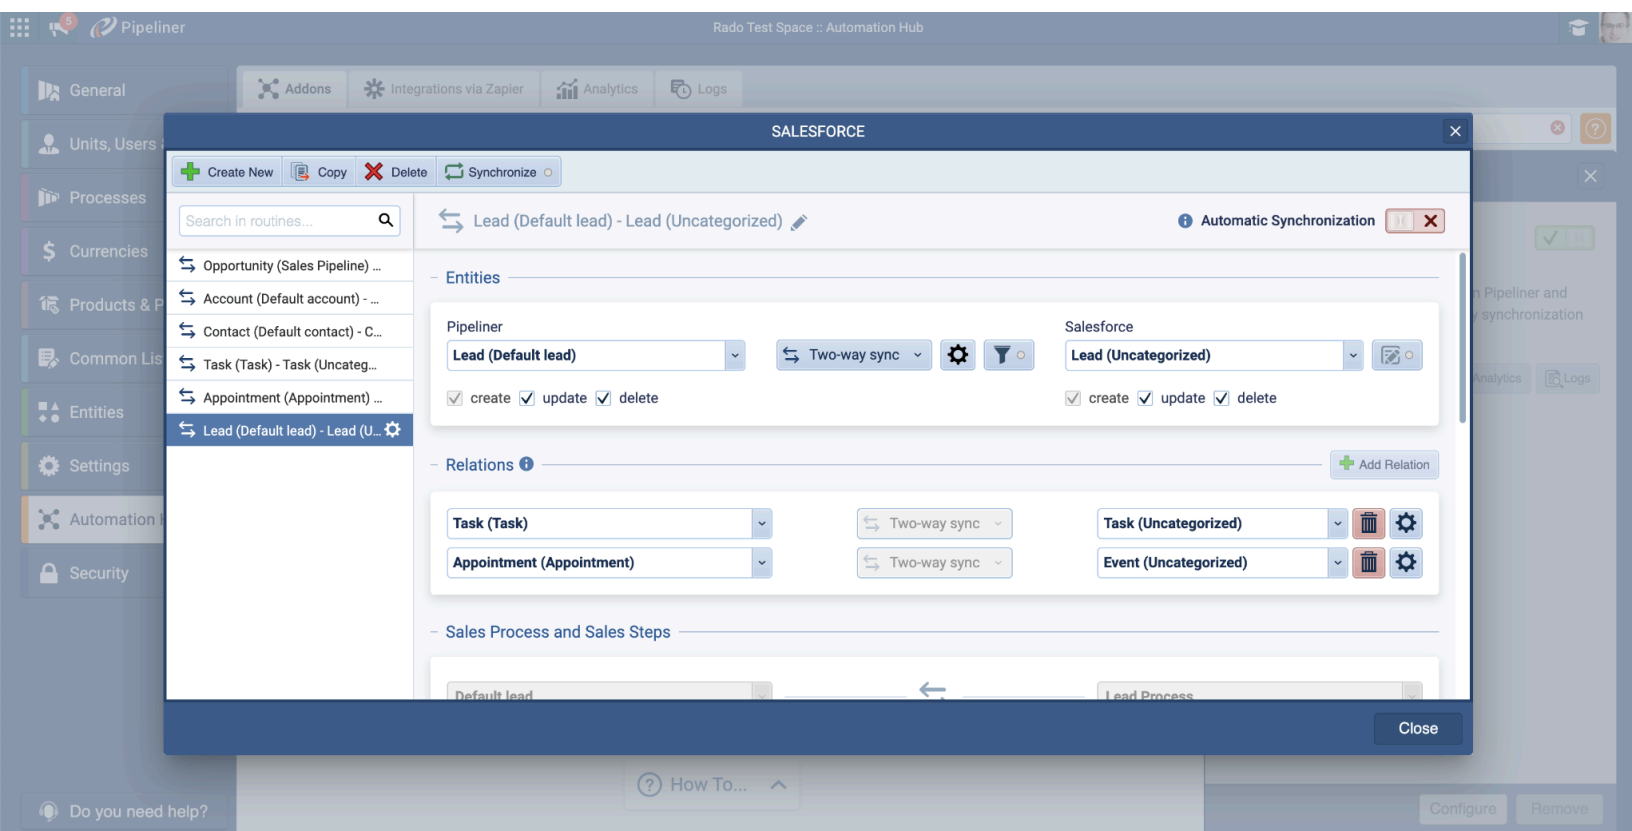 5
Pipeliner
Rado Test Space :: Automation Hub
General
Units, Users
Processes
Currencies
Products & P
Common Lis
Entities
Settings
Automation
Security
Do you need help?
Addons
Integrations via Zapier
Analytics
Logs
SALESFORCE
Create New
Copy
Delete
Synchronize
Search in routines...
Opportunity (Sales Pipeline) ...
Account (Default account) - ...
Contact (Default contact) - C...
Task (Task) - Task (Uncateg...
Appointment (Appointment) ...
Lead (Default lead) - Lead (U...
Lead (Default lead) - Lead (Uncategorized)
Automatic Synchronization
Entities
Pipeliner
Salesforce
Lead (Default lead)
Two-way sync
Lead (Uncategorized)
create update delete
create update delete
Relations
Add Relation
Task (Task)
Two-way sync
Task (Uncategorized)
Appointment (Appointment)
Two-way sync
Event (Uncategorized)
Sales Process and Sales Steps
Default lead
Lead Process
Close
n Pipeliner and
synchronization
Analytics
Logs
How To...
Configure
Remove